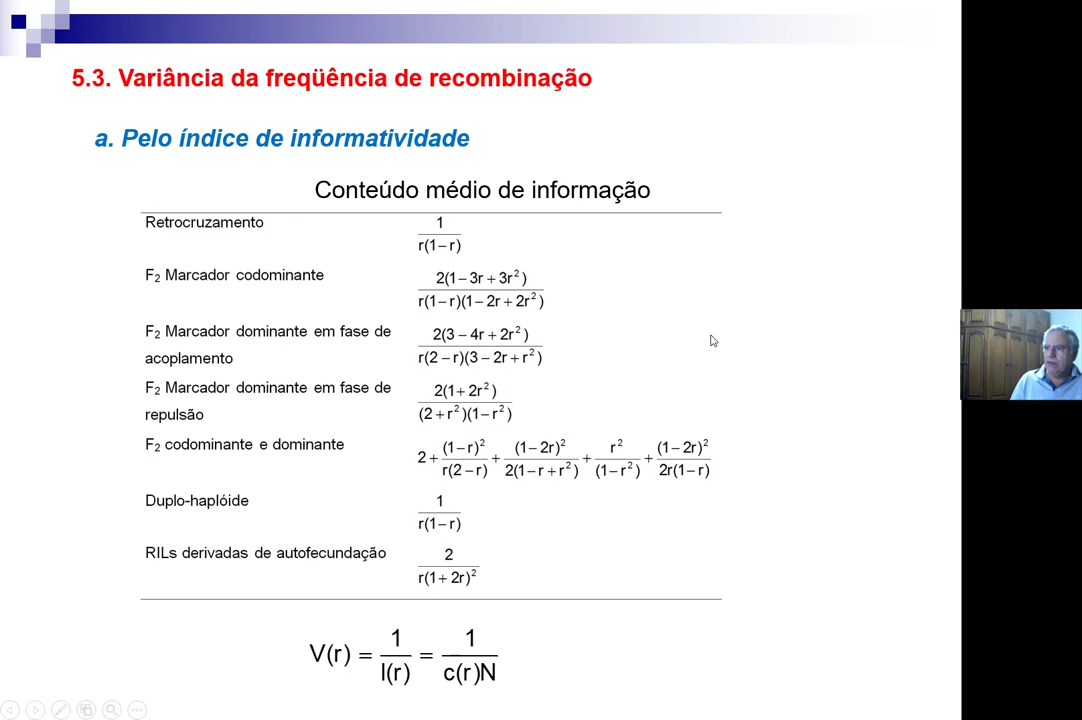 5.3. Variância da freqüência de recombinação
a. Pelo índice de informatividade
Conteúdo médio de informação
Retrocruzamento 1 / r(1−r)
F₂ Marcador codominante 2(1−3r+3r²) / r(1−r)(1−2r+2r²)
F₂ Marcador dominante em fase de acoplamento 2(3−4r+2r²) / r(2−r)(3−2r+r²)
F₂ Marcador dominante em fase de repulsão 2(1+2r²) / (2+r²)(1−r²)
F₂ codominante e dominante 2 + (1−r)² / r(2−r) + (1−2r)² / 2(1−r+r²) + r² / (1−r²) + (1−2r)² / 2r(1−r)
Duplo-haplóide 1 / r(1−r)
RILs derivadas de autofecundação 2 / r(1+2r)²
V(r) = 1 / I(r) = 1 / c(r)N